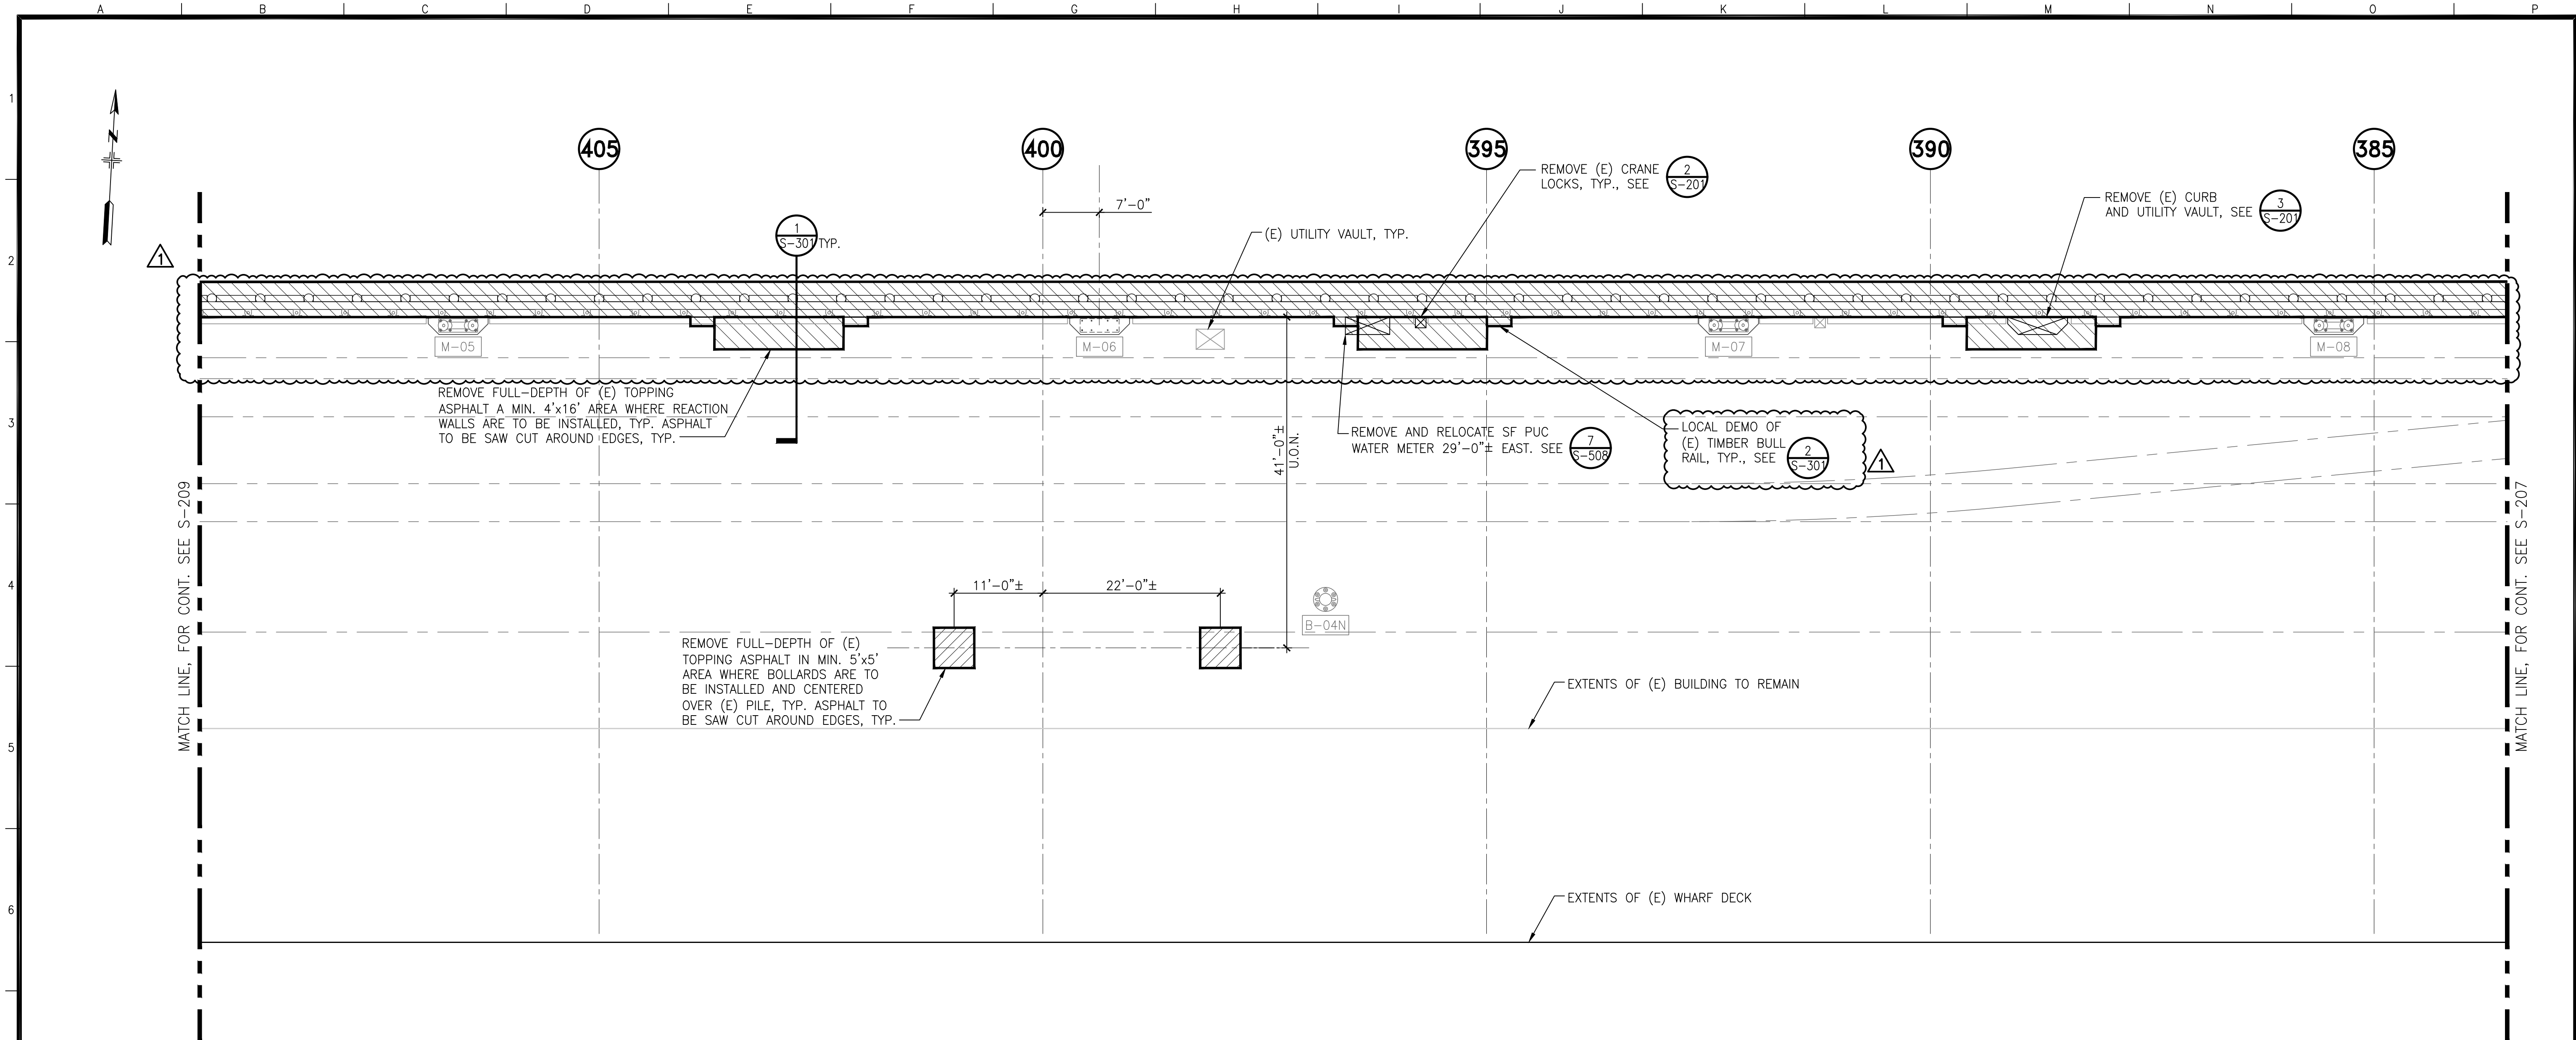 A B C D E F G H I J K L M N O P
1
2
3
4
5
6
N
405
400
395
390
385
7'-0"
1
S-301 TYP.
(E) UTILITY VAULT, TYP.
REMOVE (E) CRANE
LOCKS, TYP., SEE
2
S-201
REMOVE (E) CURB
AND UTILITY VAULT, SEE
3
S-201
1
M-05
M-06
M-07
M-08
REMOVE FULL-DEPTH OF (E) TOPPING
ASPHALT A MIN. 4'x16' AREA WHERE REACTION
WALLS ARE TO BE INSTALLED, TYP. ASPHALT
TO BE SAW CUT AROUND EDGES, TYP.
41'-0"±
U.O.N.
REMOVE AND RELOCATE SF PUC
WATER METER 29'-0"± EAST. SEE
7
S-508
LOCAL DEMO OF
(E) TIMBER BULL
RAIL, TYP., SEE
2
S-301
1
MATCH LINE, FOR CONT. SEE S-209
MATCH LINE, FOR CONT. SEE S-207
11'-0"±
22'-0"±
B-04N
REMOVE FULL-DEPTH OF (E)
TOPPING ASPHALT IN MIN. 5'x5'
AREA WHERE BOLLARDS ARE TO
BE INSTALLED AND CENTERED
OVER (E) PILE, TYP. ASPHALT TO
BE SAW CUT AROUND EDGES, TYP.
EXTENTS OF (E) BUILDING TO REMAIN
EXTENTS OF (E) WHARF DECK